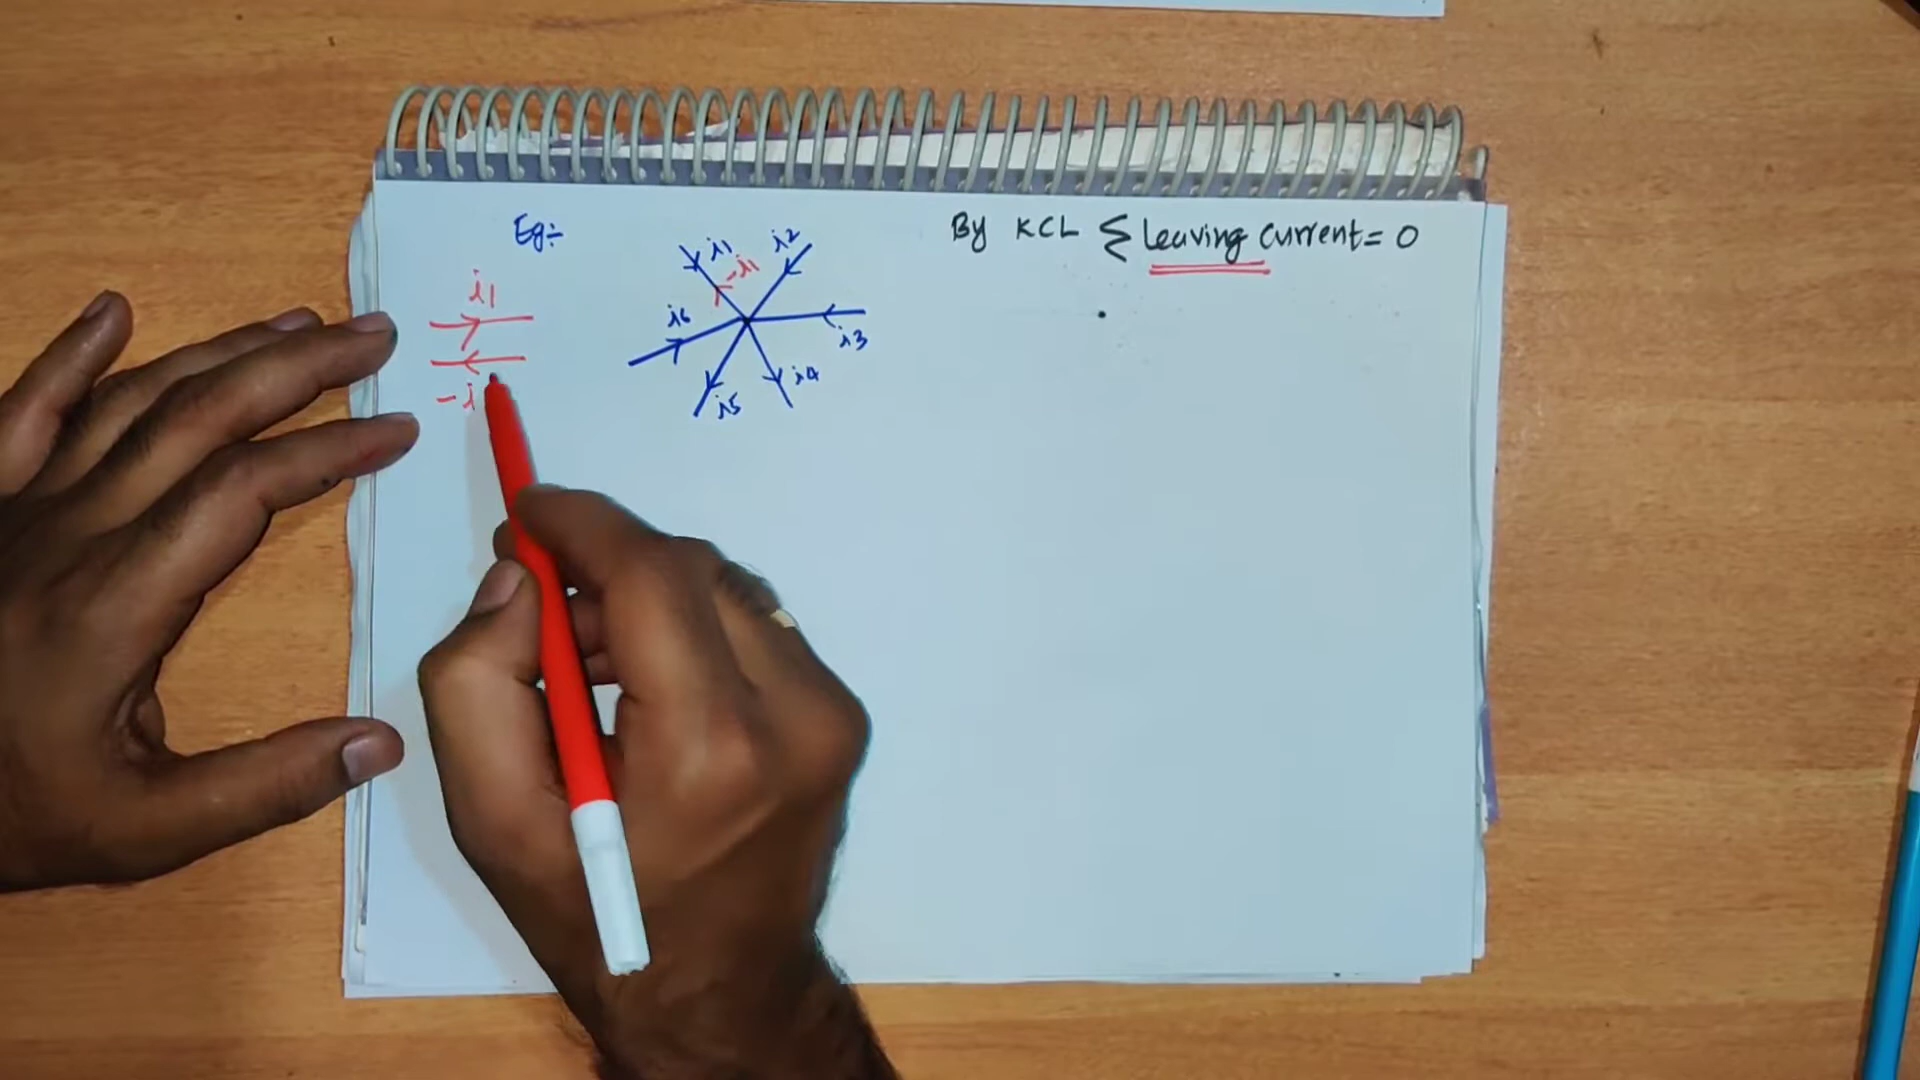 Eg:-
By KCL Σ leaving current = 0
i1
-i1
i2
i3
i4
i5
i6
i1
-i